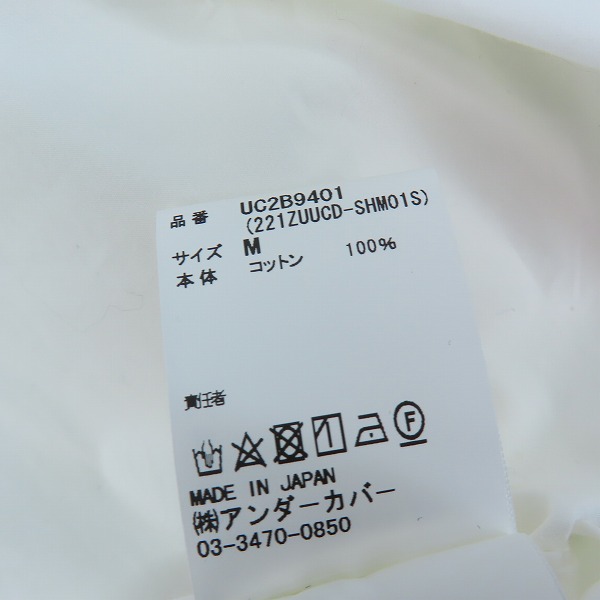 品番 UC2B9401
(221ZUUCD-SHM01S)
サイズ M
本体 コットン 100%
責任者
F
MADE IN JAPAN
㈱アンダーカバー
03-3470-0850